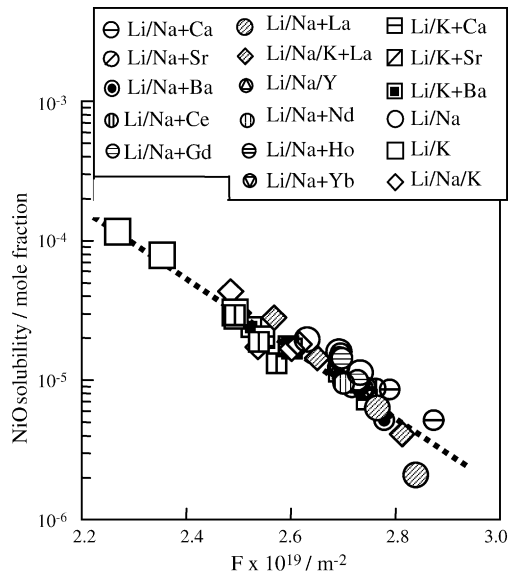 Li/Na+Ca
Li/Na+La
Li/K+Ca
Li/Na+Sr
Li/Na/K+La
Li/K+Sr
Li/Na+Ba
Li/Na/Y
Li/K+Ba
Li/Na+Ce
Li/Na+Nd
Li/Na
Li/Na+Gd
Li/Na+Ho
Li/K
Li/Na+Yb
Li/Na/K
10-3
10-4
10-5
10-6
NiO solubility / mole fraction
2.2
2.4
2.6
2.8
3.0
F x 10¹⁹ / m⁻²